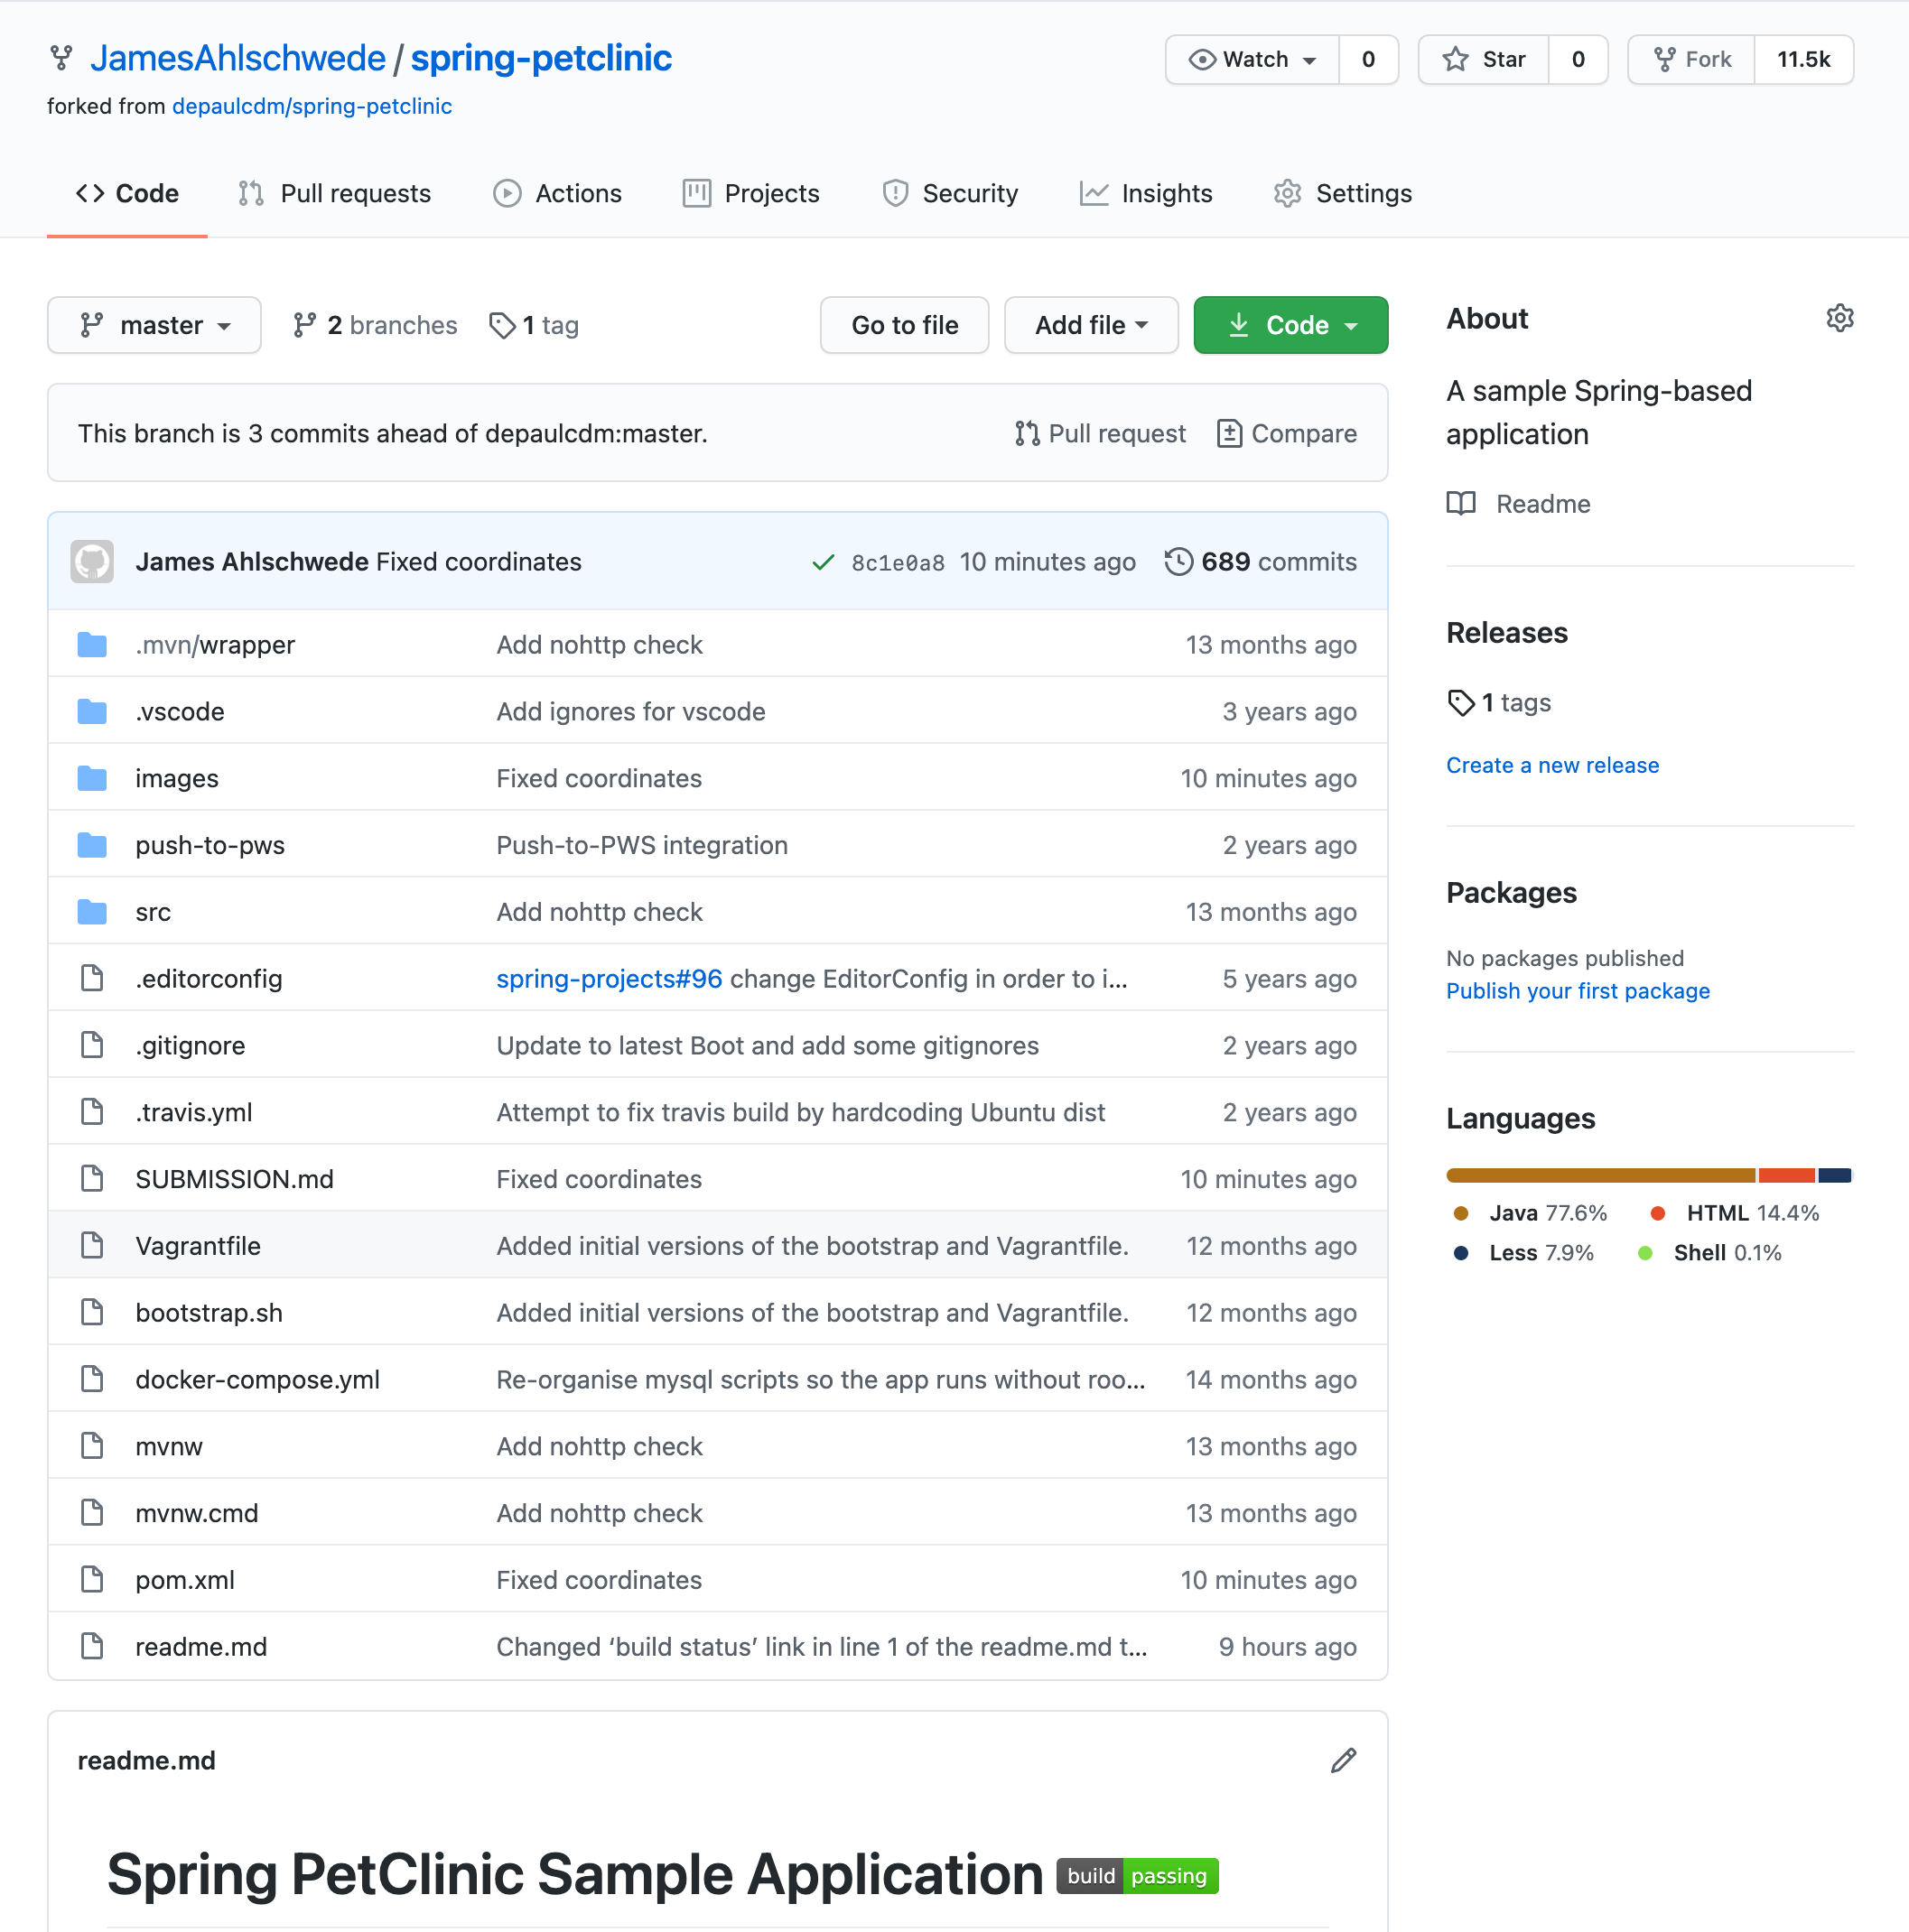 JamesAhlschwede / spring-petclinic
Watch 0 Star 0 Fork 11.5k
forked from depaulcdm/spring-petclinic
Code Pull requests Actions Projects Security Insights Settings
master 2 branches 1 tag Go to file Add file Code
This branch is 3 commits ahead of depaulcdm:master. Pull request Compare
James Ahlschwede Fixed coordinates 8c1e0a8 10 minutes ago 689 commits
.mvn/wrapper Add nohttp check 13 months ago
.vscode Add ignores for vscode 3 years ago
images Fixed coordinates 10 minutes ago
push-to-pws Push-to-PWS integration 2 years ago
src Add nohttp check 13 months ago
.editorconfig spring-projects#96 change EditorConfig in order to i... 5 years ago
.gitignore Update to latest Boot and add some gitignores 2 years ago
.travis.yml Attempt to fix travis build by hardcoding Ubuntu dist 2 years ago
SUBMISSION.md Fixed coordinates 10 minutes ago
Vagrantfile Added initial versions of the bootstrap and Vagrantfile. 12 months ago
bootstrap.sh Added initial versions of the bootstrap and Vagrantfile. 12 months ago
docker-compose.yml Re-organise mysql scripts so the app runs without roo... 14 months ago
mvnw Add nohttp check 13 months ago
mvnw.cmd Add nohttp check 13 months ago
pom.xml Fixed coordinates 10 minutes ago
readme.md Changed ‘build status’ link in line 1 of the readme.md t... 9 hours ago
readme.md
Spring PetClinic Sample Application build passing
About
A sample Spring-based
application
Readme
Releases
1 tags
Create a new release
Packages
No packages published
Publish your first package
Languages
Java 77.6% HTML 14.4%
Less 7.9% Shell 0.1%